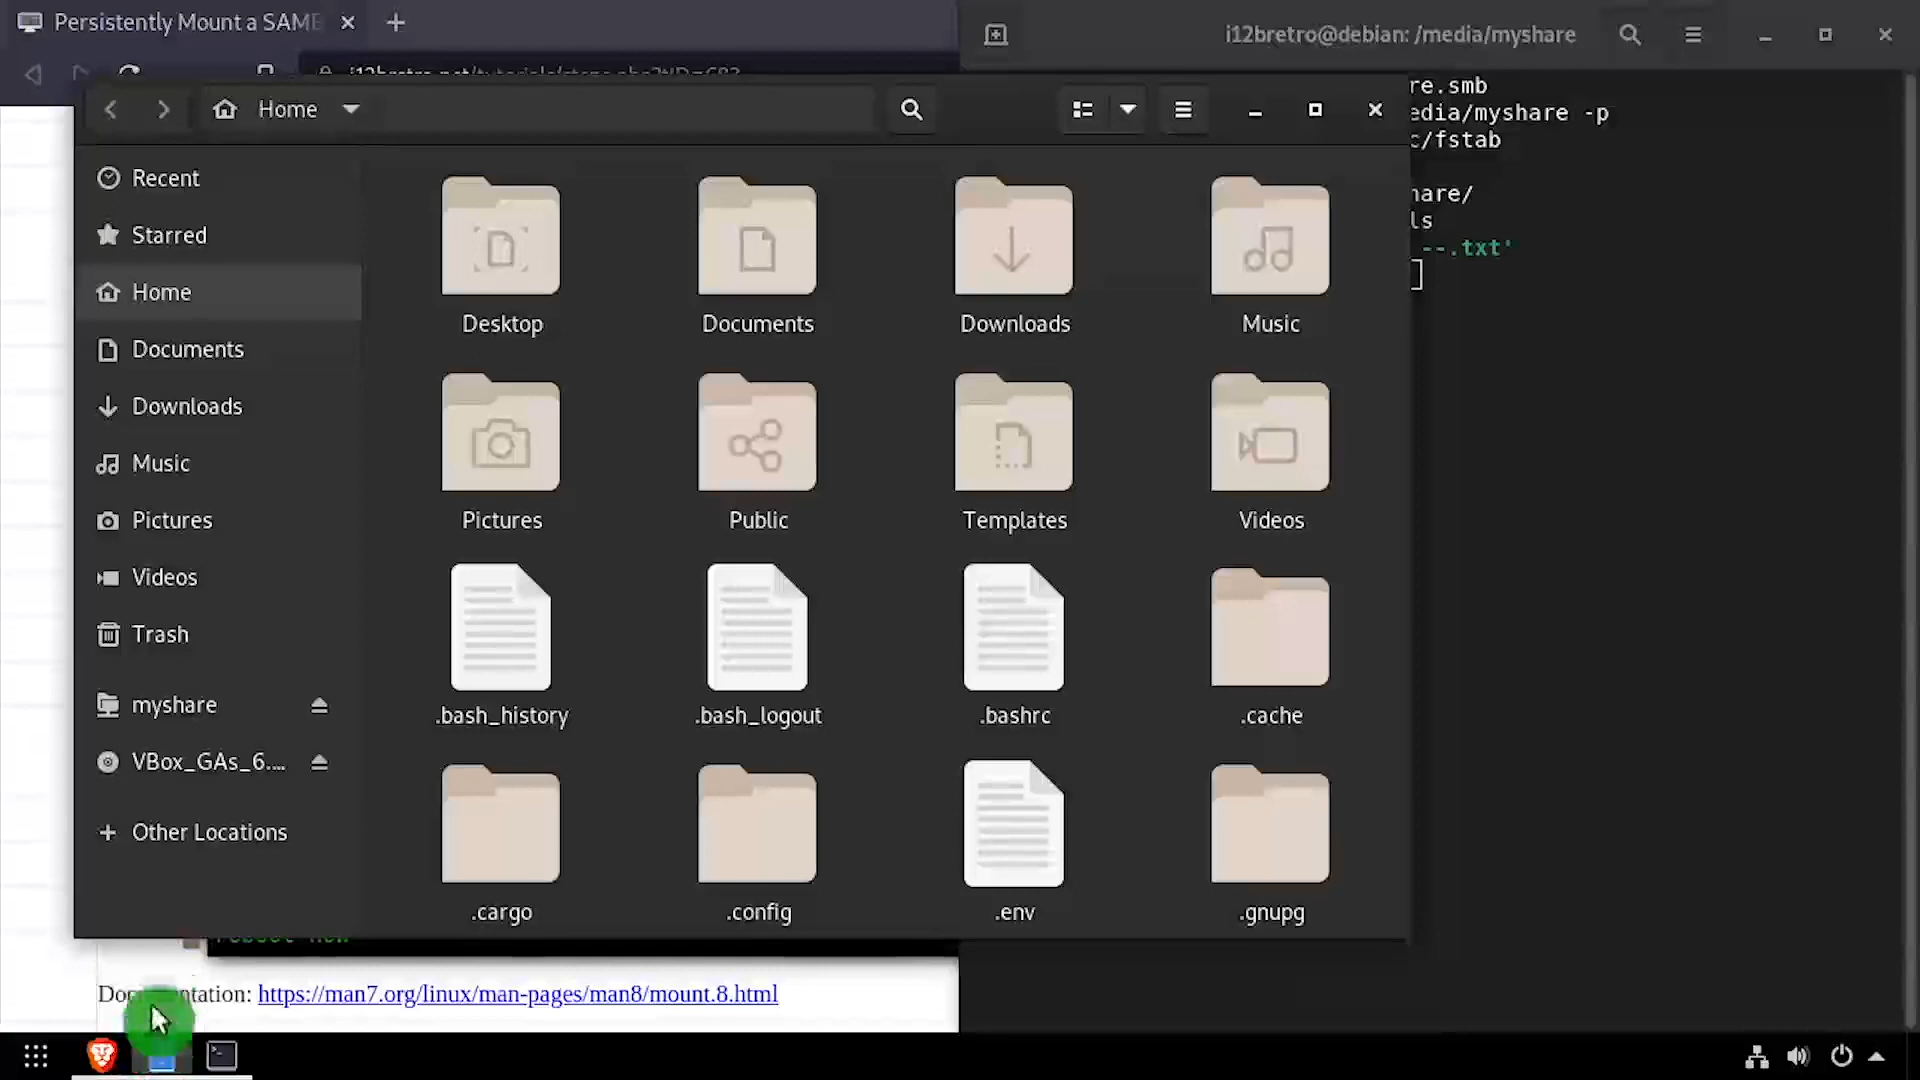 Persistently Mount a SAMB
i12bretro@debian: /media/myshare
Home
re.smb
edia/myshare -p
c/fstab
hare/
ls
--.txt'
Recent
Starred
Home
Documents
Downloads
Music
Pictures
Videos
Trash
myshare
VBox_GAs_6....
Other Locations
Desktop
Documents
Downloads
Music
Pictures
Public
Templates
Videos
.bash_history
.bash_logout
.bashrc
.cache
.cargo
.config
.env
.gnupg
https://man7.org/linux/man-pages/man8/mount.8.html